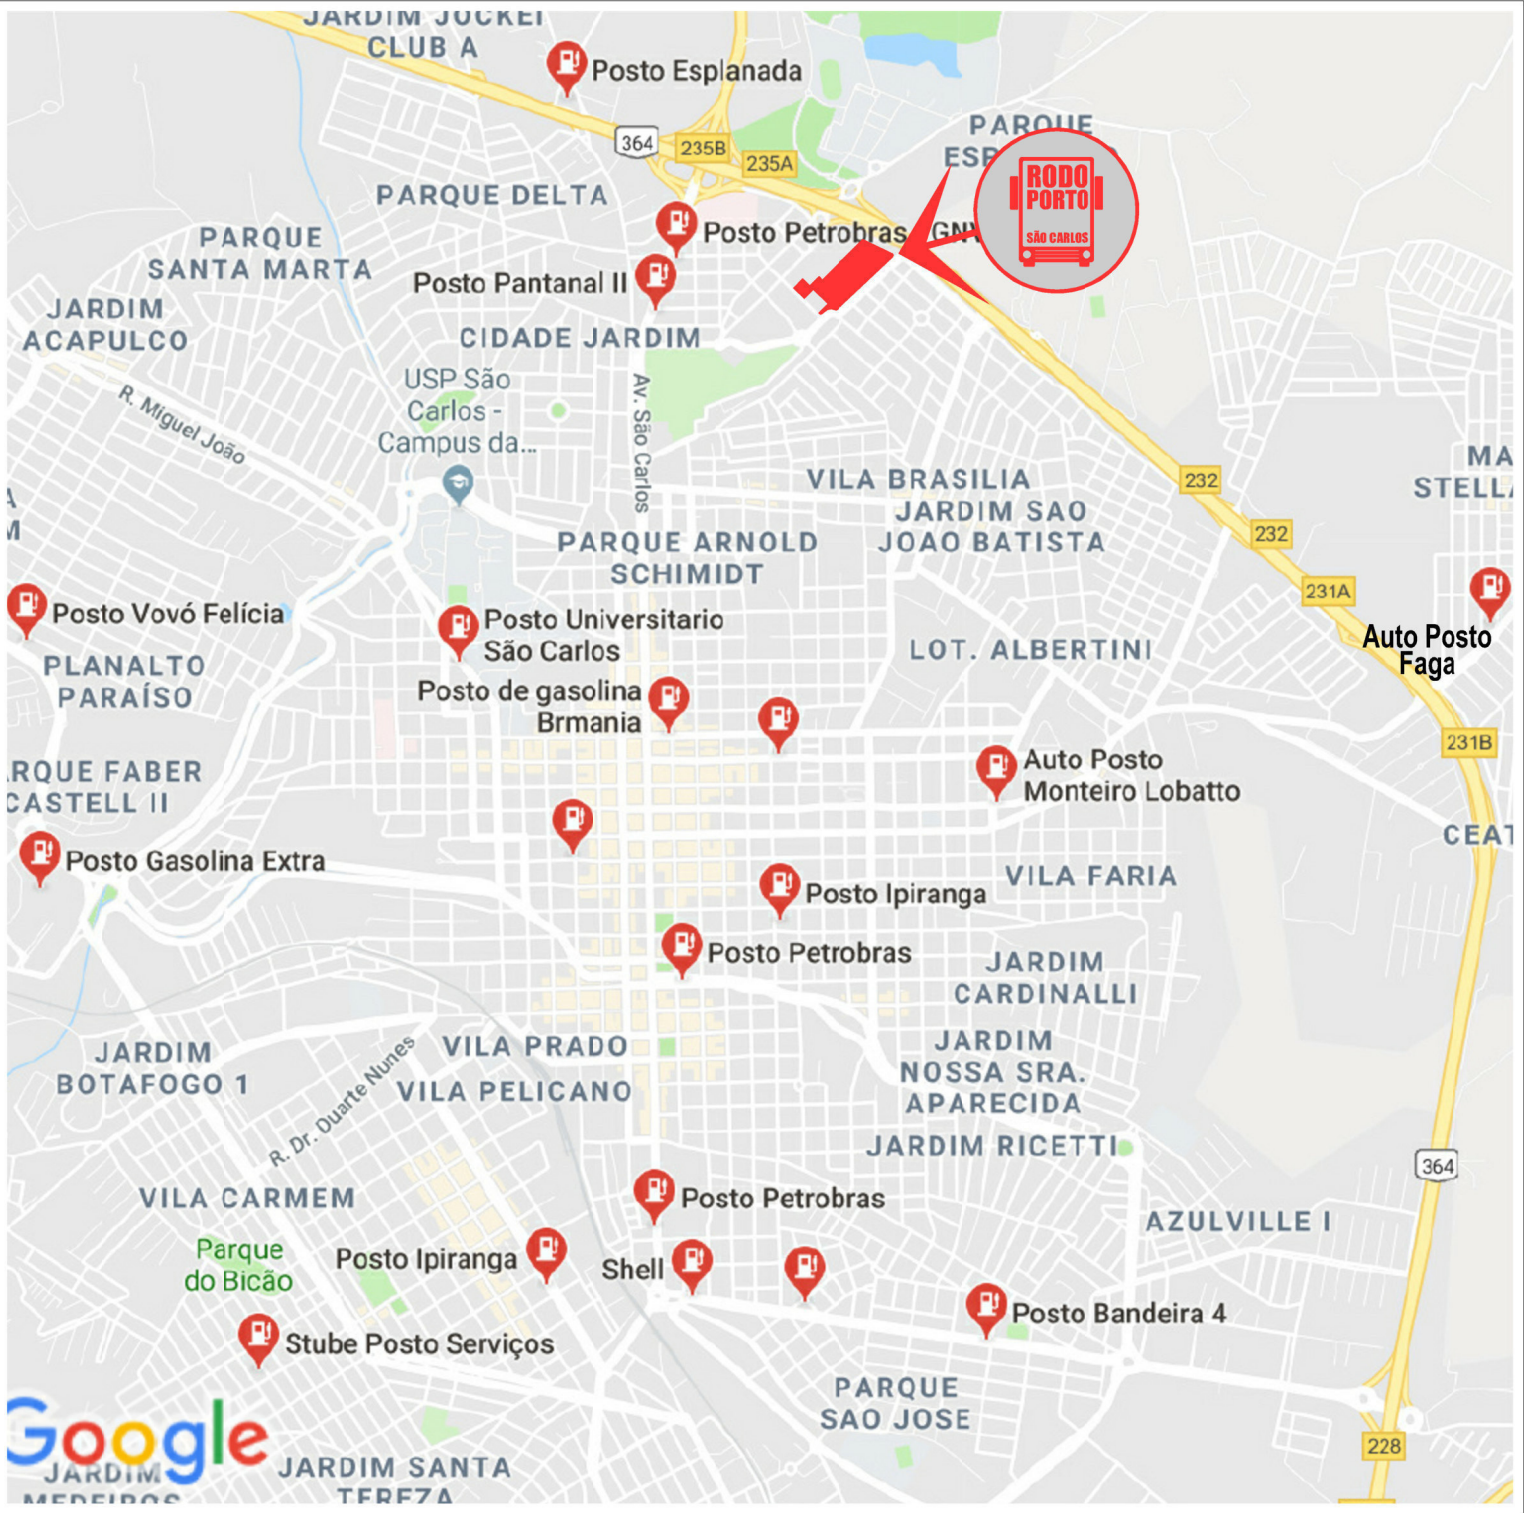 JARDIM JOCKEI
CLUB A
Posto Esplanada
364
235B
235A
PARQUE
RODO
PORTO
SÃO CARLOS
PARQUE DELTA
Posto Petrobras
PARQUE
SANTA MARTA
Posto Pantanal II
JARDIM
ACAPULCO
CIDADE JARDIM
USP São
Carlos -
Campus da...
R. Miguel João
Av. São Carlos
VILA BRASILIA
JARDIM SAO
JOAO BATISTA
232
232
MA
STELLA
PARQUE ARNOLD
SCHIMIDT
231A
Auto Posto
Faga
Posto Vovó Felícia
Posto Universitario
São Carlos
LOT. ALBERTINI
PLANALTO
PARAÍSO
Posto de gasolina
Brmania
231B
Auto Posto
Monteiro Lobatto
RQUE FABER
CASTELL II
CEAT
Posto Gasolina Extra
VILA FARIA
Posto Ipiranga
Posto Petrobras
JARDIM
CARDINALLI
VILA PRADO
VILA PELICANO
JARDIM
NOSSA SRA.
APARECIDA
JARDIM
BOTAFOGO 1
R. Dr. Duarte Nunes
JARDIM RICETTI
364
VILA CARMEM
Posto Petrobras
AZULVILLE I
Parque
do Bicão
Posto Ipiranga
Shell
Posto Bandeira 4
Stube Posto Serviços
PARQUE
SAO JOSE
Google
228
JARDIM
MEDEIROS
JARDIM SANTA
TEREZA